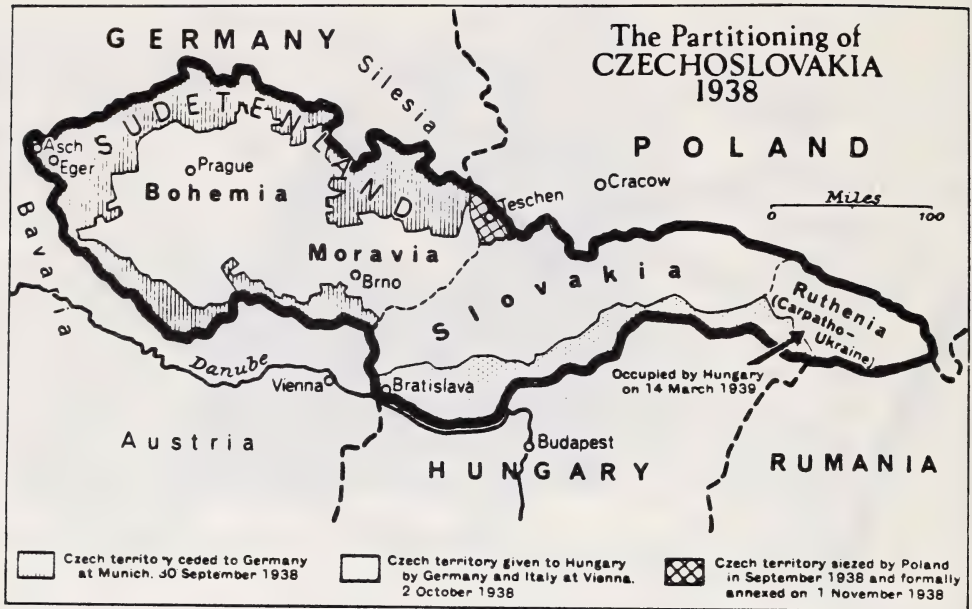 The Partitioning of
CZECHOSLOVAKIA
1938
GERMANY
Silesia
POLAND
SUDETENLAND
Asch
Eger
Prague
Bohemia
Teschen
Cracow
Miles
0 100
Bavaria
Moravia
Brno
Slovakia
Ruthenia
(Carpatho-
Ukraine)
Danube
Vienna
Bratislava
Occupied by Hungary
on 14 March 1939
Austria
Budapest
HUNGARY
RUMANIA
Czech territory ceded to Germany
at Munich. 30 September 1938
Czech territory given to Hungary
by Germany and Italy at Vienna.
2 October 1938
Czech territory siezed by Poland
in September 1938 and formally
annexed on 1 November 1938